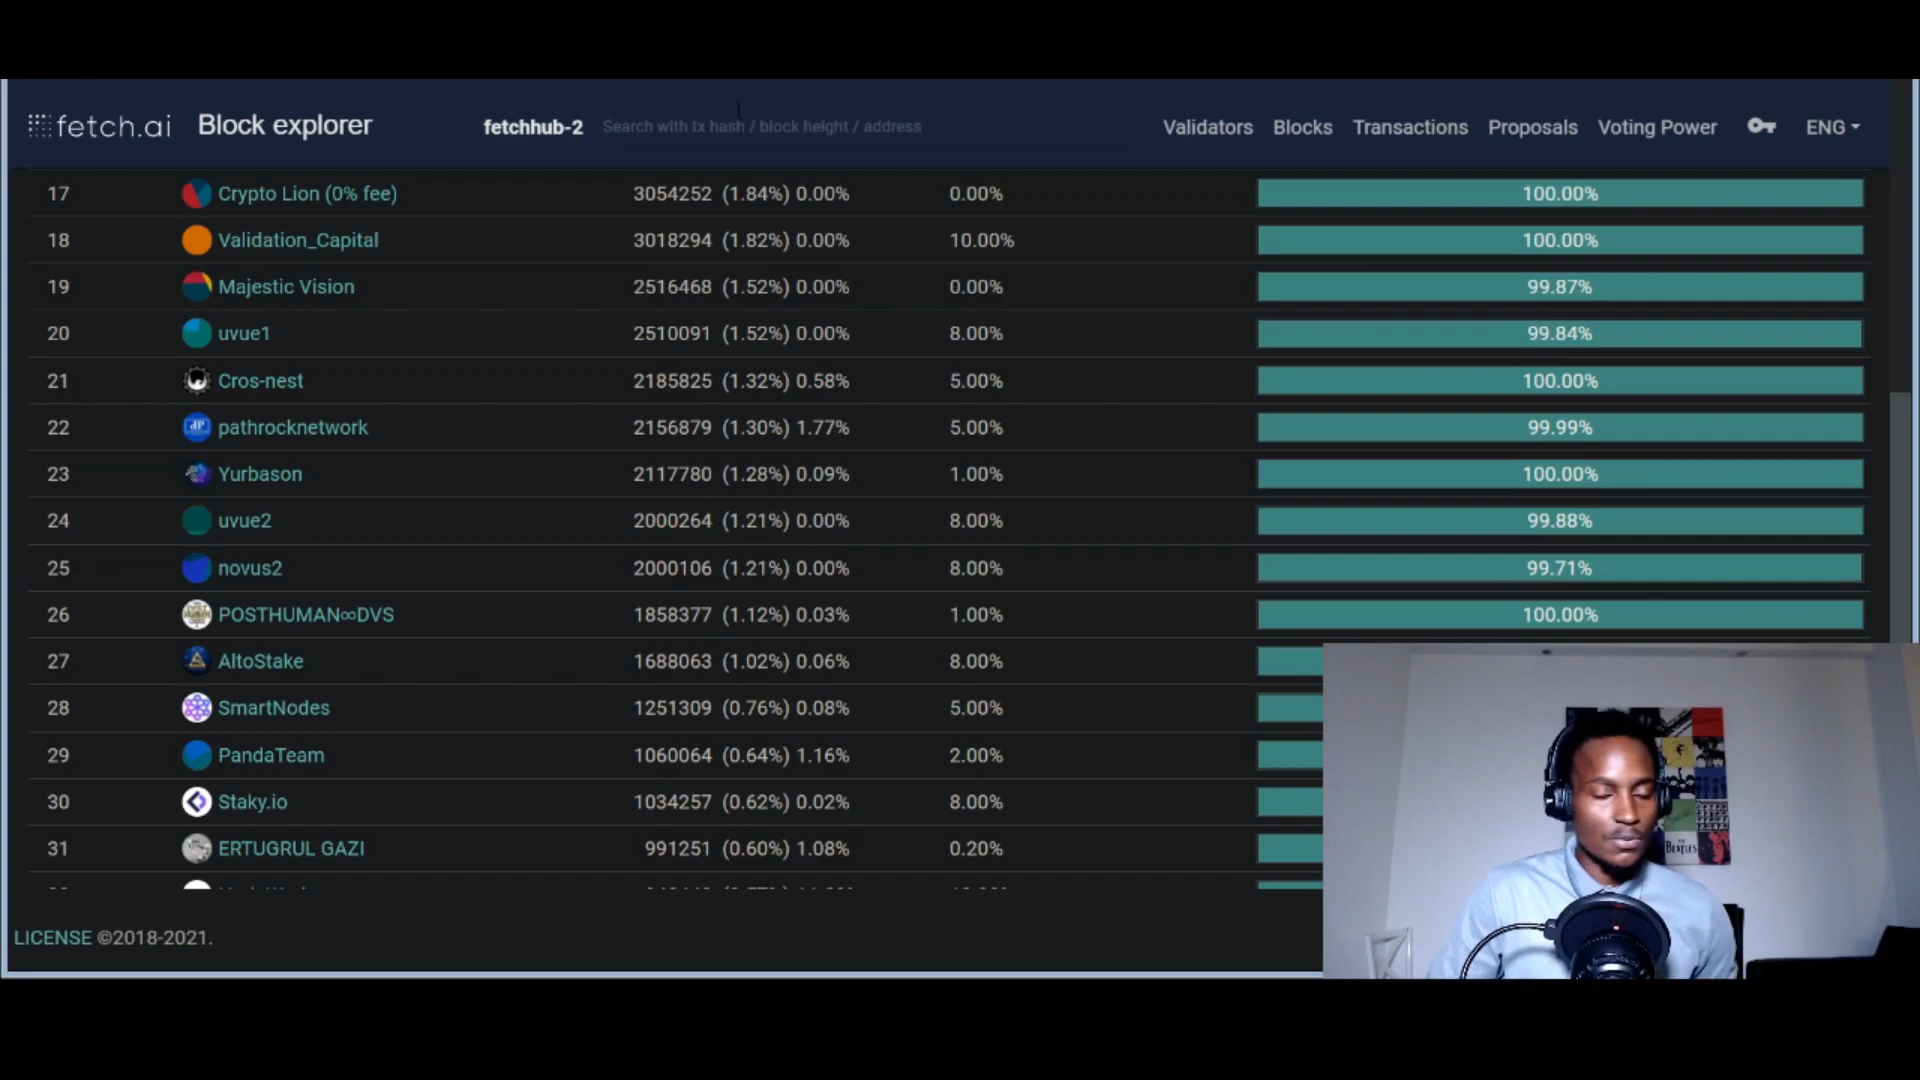 fetch.ai Block explorer fetchhub-2 Search with tx hash / block height / address Validators Blocks Transactions Proposals Voting Power ENG
17 Crypto Lion (0% fee) 3054252 (1.84%) 0.00% 0.00% 100.00%
18 Validation_Capital 3018294 (1.82%) 0.00% 10.00% 100.00%
19 Majestic Vision 2516468 (1.52%) 0.00% 0.00% 99.87%
20 uvue1 2510091 (1.52%) 0.00% 8.00% 99.84%
21 Cros-nest 2185825 (1.32%) 0.58% 5.00% 100.00%
22 pathrocknetwork 2156879 (1.30%) 1.77% 5.00% 99.99%
23 Yurbason 2117780 (1.28%) 0.09% 1.00% 100.00%
24 uvue2 2000264 (1.21%) 0.00% 8.00% 99.88%
25 novus2 2000106 (1.21%) 0.00% 8.00% 99.71%
26 POSTHUMAN∞DVS 1858377 (1.12%) 0.03% 1.00% 100.00%
27 AltoStake 1688063 (1.02%) 0.06% 8.00%
28 SmartNodes 1251309 (0.76%) 0.08% 5.00%
29 PandaTeam 1060064 (0.64%) 1.16% 2.00%
30 Staky.io 1034257 (0.62%) 0.02% 8.00%
31 ERTUGRUL GAZI 991251 (0.60%) 1.08% 0.20%
THE BEATLES
LICENSE ©2018-2021.